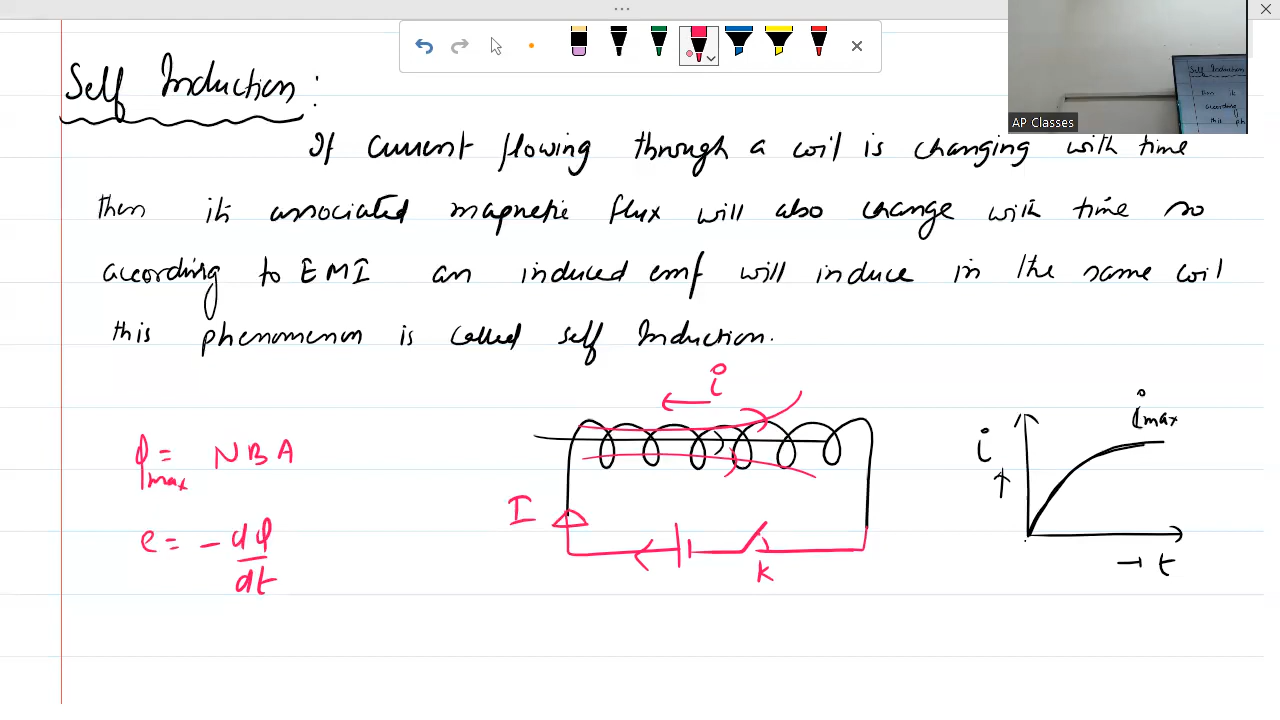 Self Induction:
AP Classes
If current flowing through a coil is changing with time
then its associated magnetic flux will also change with time so
according to EMI an induced emf will induce in the same coil
this phenomenon is called self Induction.
i
i max
i
ϕmax = NBA
I
e = - dϕ/dt
K
t